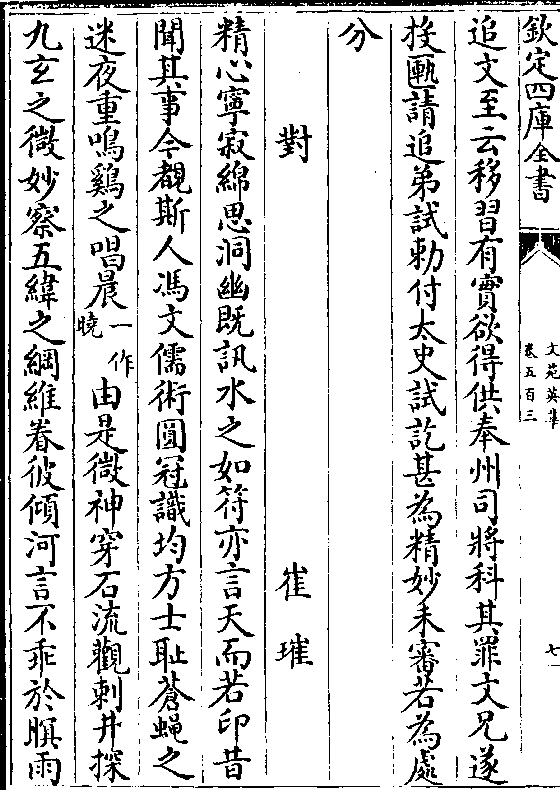 欽定四庫全書
文苑英華
卷五百三
七
追文至云移習有實欲得供奉州司將科其罪文兄遂
投匭請追弟試勅付太史試訖甚為精妙未審若為處
分
對
崔璀
精心寧寂綿思洞幽既訊水之如符亦言天而若印昔
聞其事今覩斯人馮文儒術圓冠識均方士耻蒼蝇之
迷夜重鳴鷄之唱晨一作曉由是微神穿石流觀刺井探
九玄之微妙察五緯之綱維眷彼傾河言不乖於瞑雨